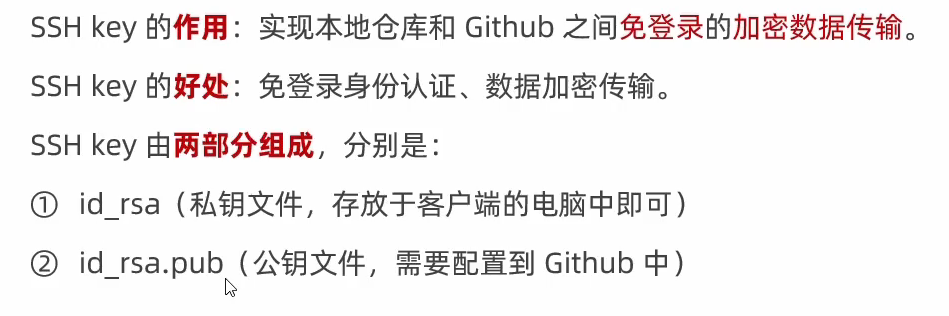 SSH key 的作用：实现本地仓库和 Github 之间免登录的加密数据传输。
SSH key 的好处：免登录身份认证、数据加密传输。
SSH key 由两部分组成，分别是：
① id_rsa（私钥文件，存放于客户端的电脑中即可）
② id_rsa.pub（公钥文件，需要配置到 Github 中）